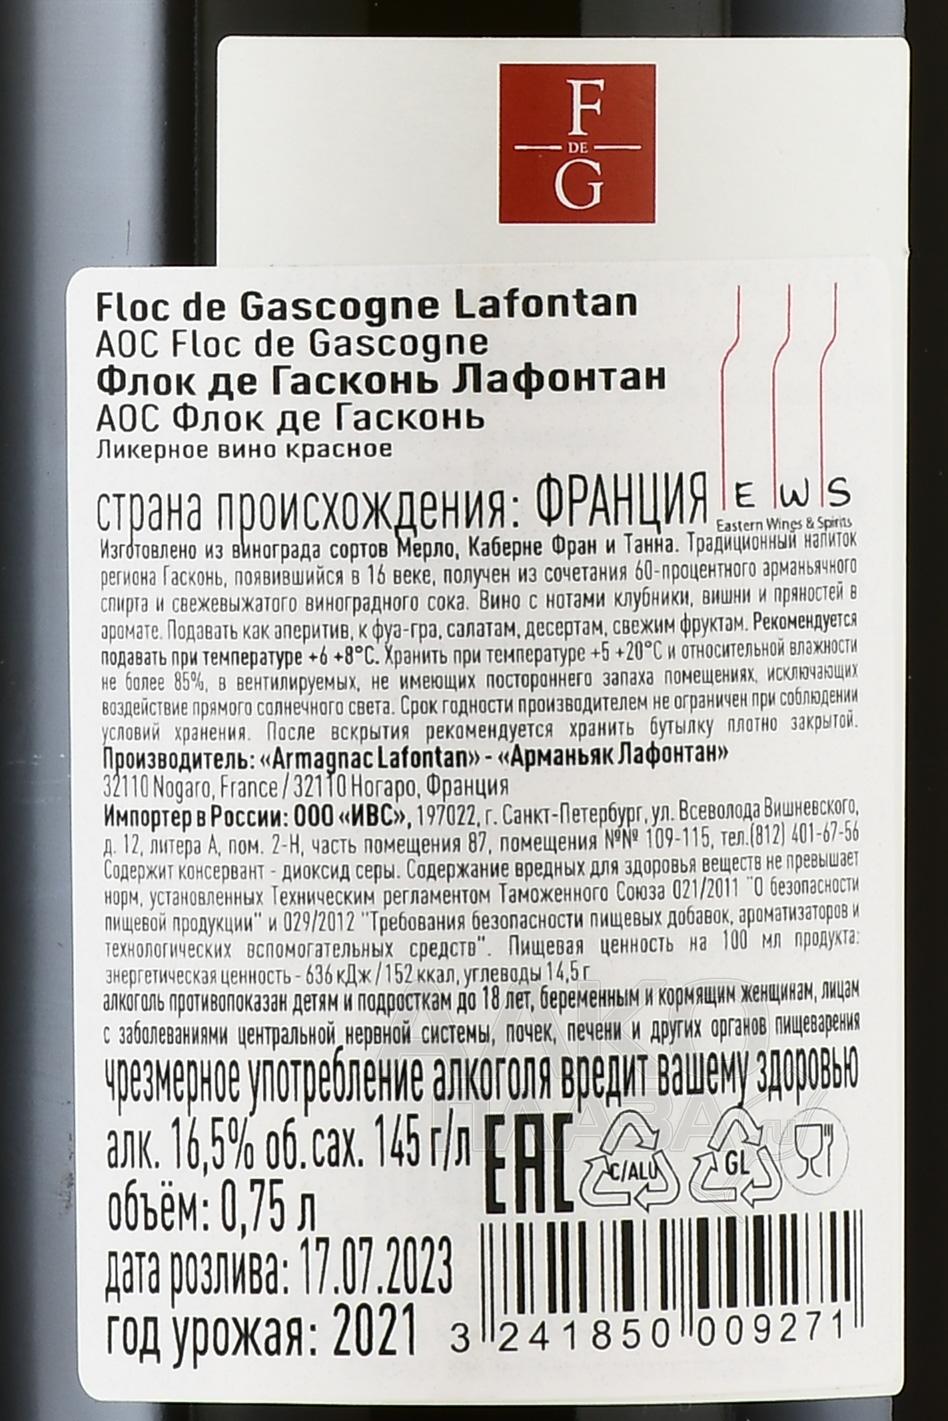 F
DE
G
Floc de Gascogne Lafontan
AOC Floc de Gascogne
Флок де Гасконь Лафонтан
АОС Флок де Гасконь
Ликерное вино красное
E W S
Eastern Wines & Spirits
страна происхождения: ФРАНЦИЯ
Изготовлено из винограда сортов Мерло, Каберне Фран и Танна. Традиционный напиток
региона Гасконь, появившийся в 16 веке, получен из сочетания 60-процентного арманьячного
спирта и свежевыжатого виноградного сока. Вино с нотами клубники, вишни и пряностей в
аромате. Подавать как аперитив, к фуа-гра, салатам, десертам, свежим фруктам. Рекомендуется
подавать при температуре +6 +8°C. Хранить при температуре +5 +20°C и относительной влажности
не более 85%, в вентилируемых, не имеющих постороннего запаха помещениях, исключающих
воздействие прямого солнечного света. Срок годности производителем не ограничен при соблюдении
условий хранения. После вскрытия рекомендуется хранить бутылку плотно закрытой.
Производитель: «Armagnac Lafontan» - «Арманьяк Лафонтан»
32110 Nogaro, France / 32110 Ногаро, Франция
Импортер в России: ООО «ИВС», 197022, г. Санкт-Петербург, ул. Всеволода Вишневского,
д. 12, литера А, пом. 2-Н, часть помещения 87, помещения №№ 109-115, тел.(812) 401-67-56
Содержит консервант - диоксид серы. Содержание вредных для здоровья веществ не превышает
норм, установленных Техническим регламентом Таможенного Союза 021/2011 "О безопасности
пищевой продукции" и 029/2012 "Требования безопасности пищевых добавок, ароматизаторов и
технологических вспомогательных средств". Пищевая ценность на 100 мл продукта:
энергетическая ценность - 636 кДж / 152 ккал, углеводы 14,5 г
алкоголь противопоказан детям и подросткам до 18 лет, беременным и кормящим женщинам, лицам
с заболеваниями центральной нервной системы, почек, печени и других органов пищеварения
чрезмерное употребление алкоголя вредит вашему здоровью
алк. 16,5% об. сах. 145 г/л
EAC
C/ALU
GL
объём: 0,75 л
дата розлива: 17.07.2023
год урожая: 2021
3 241850 009271
АЛКО
ПЛАЗА.ru